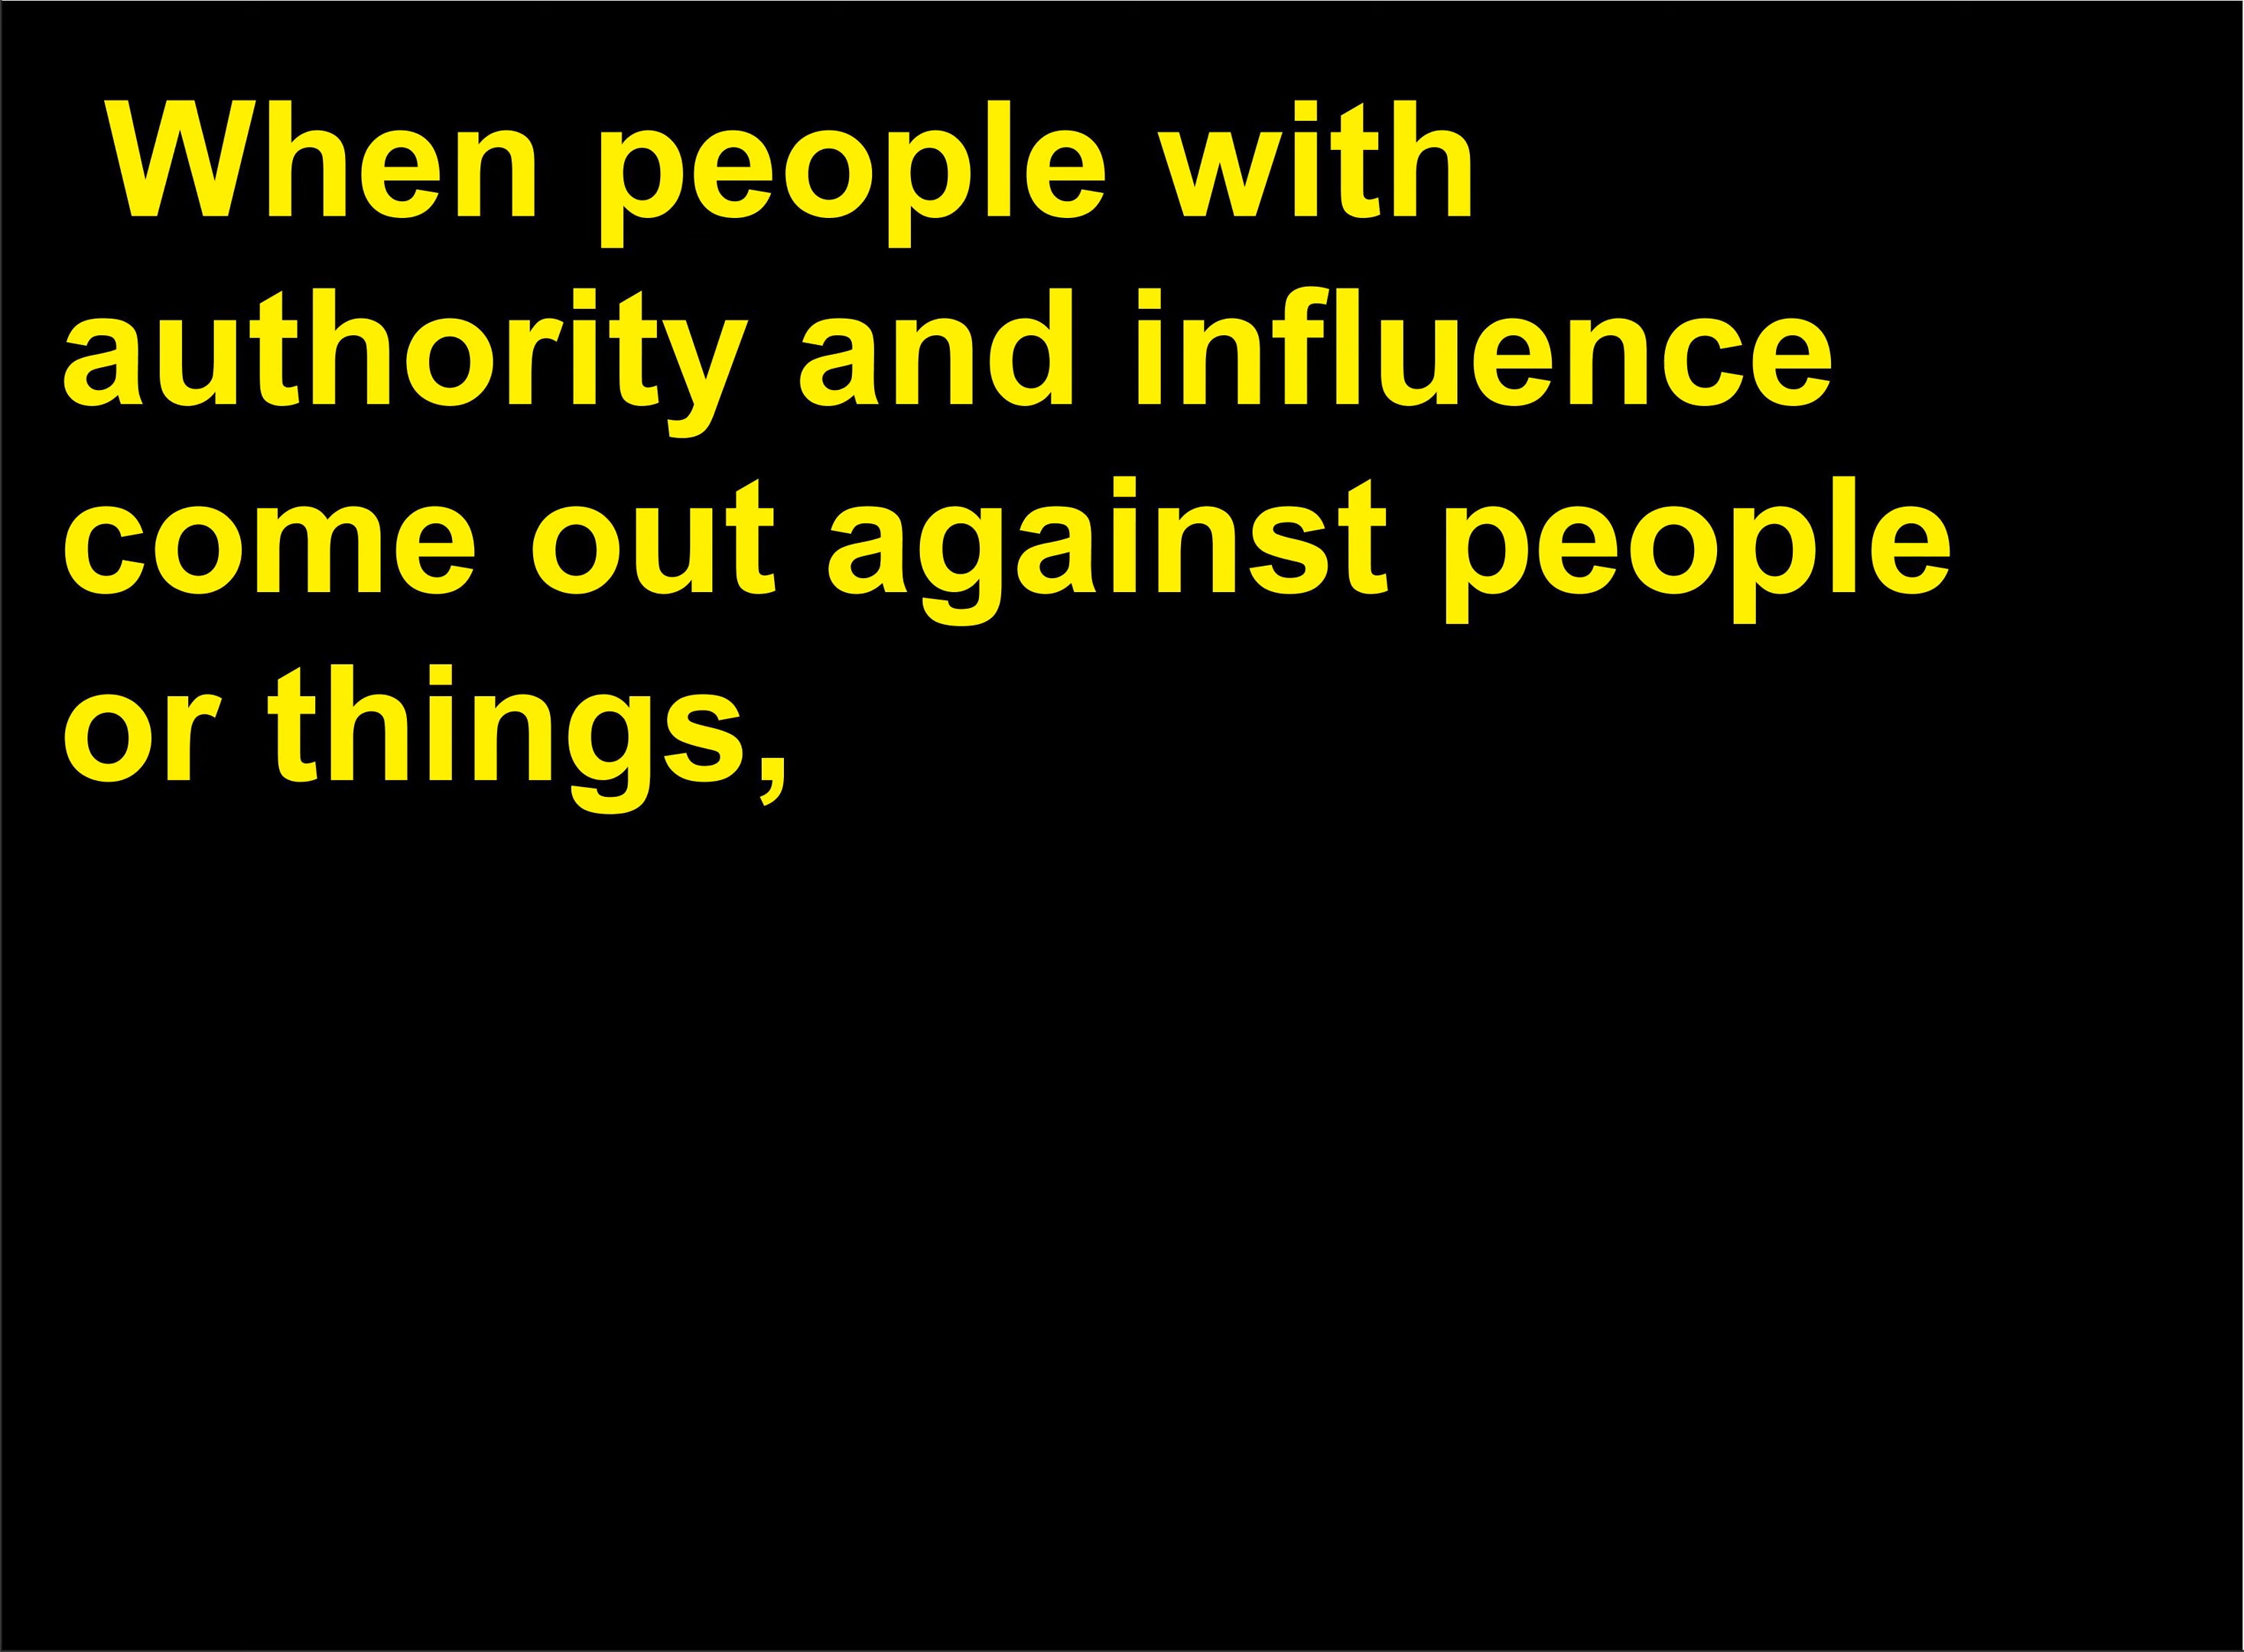 When people with
authority and influence
come out against people
or things,